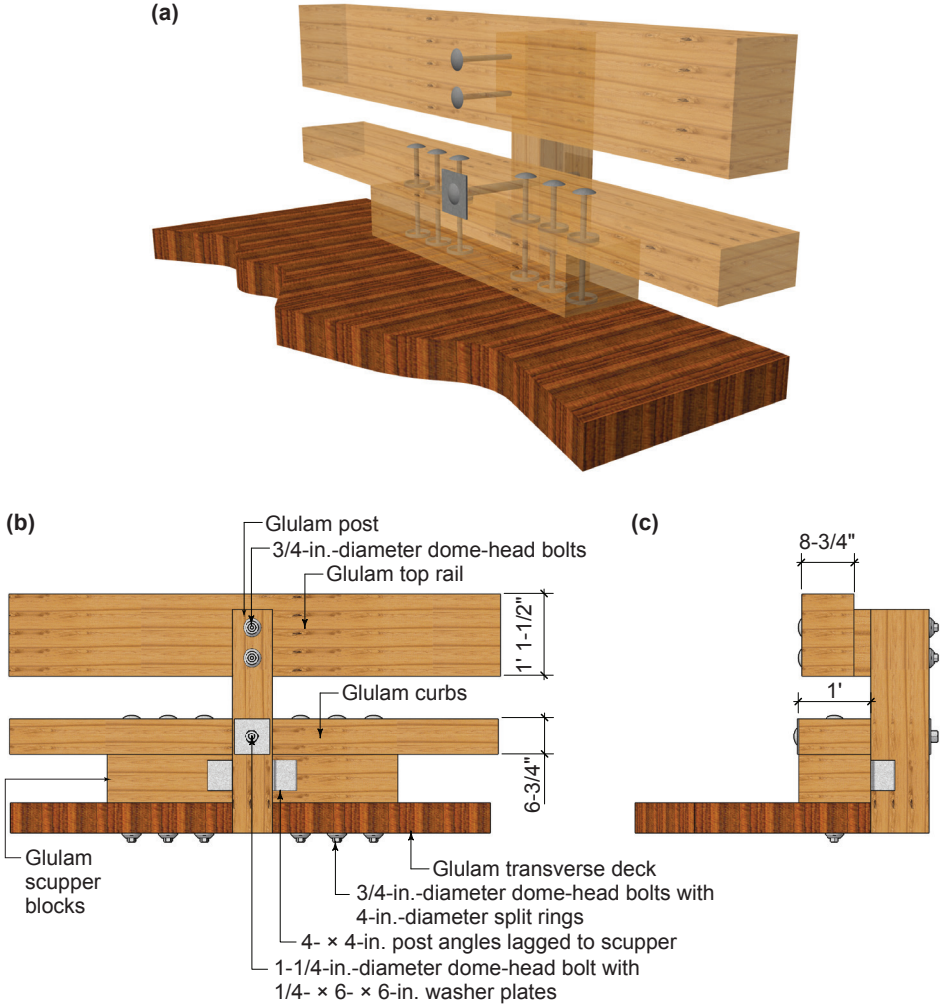 (a)
(b)
Glulam post
3/4-in.-diameter dome-head bolts
Glulam top rail
1' 1-1/2"
Glulam curbs
6-3/4"
Glulam
scupper
blocks
Glulam transverse deck
3/4-in.-diameter dome-head bolts with
4-in.-diameter split rings
4- × 4-in. post angles lagged to scupper
1-1/4-in.-diameter dome-head bolt with
1/4- × 6- × 6-in. washer plates
(c)
8-3/4"
1'